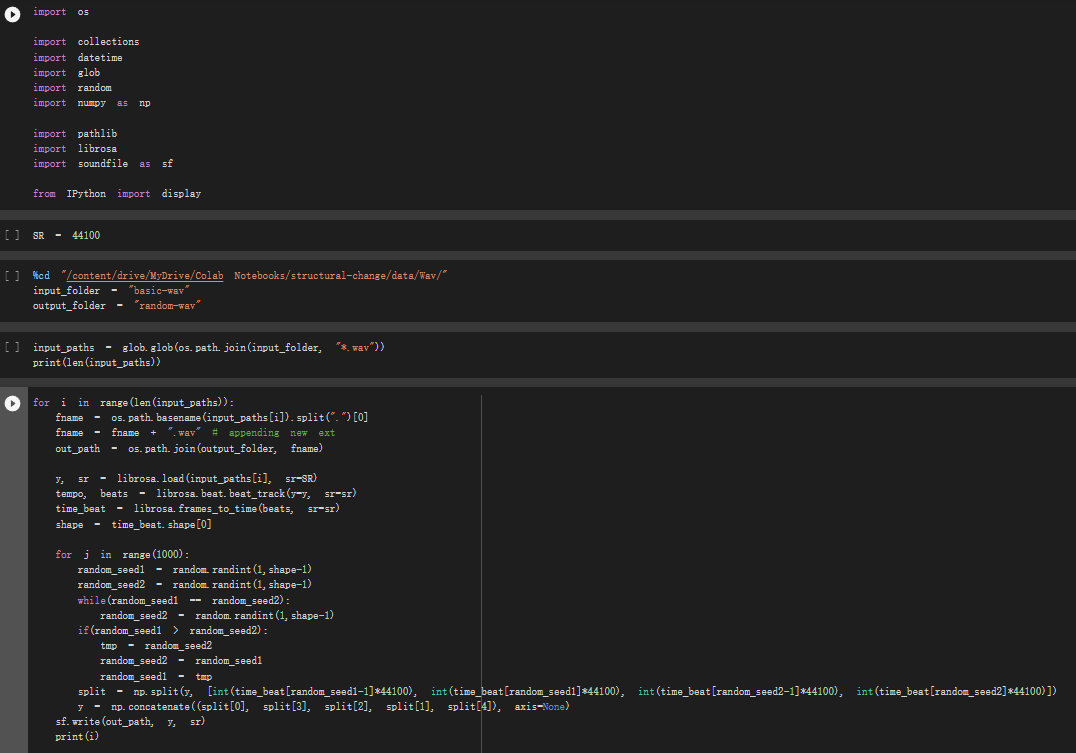 import os
import collections
import datetime
import glob
import random
import numpy as np
import pathlib
import librosa
import soundfile as sf
from IPython import display
[ ] SR = 44100
[ ] %cd "/content/drive/MyDrive/Colab Notebooks/structural-change/data/Wav/"
input_folder = "basic-wav"
output_folder = "random-wav"
[ ] input_paths = glob.glob(os.path.join(input_folder, "*.wav"))
print(len(input_paths))
for i in range(len(input_paths)):
    fname = os.path.basename(input_paths[i]).split(".")[0]
    fname = fname + ".wav" # appending new ext
    out_path = os.path.join(output_folder, fname)
    y, sr = librosa.load(input_paths[i], sr=SR)
    tempo, beats = librosa.beat.beat_track(y=y, sr=sr)
    time_beat = librosa.frames_to_time(beats, sr=sr)
    shape = time_beat.shape[0]
    for j in range(1000):
        random_seed1 = random.randint(1,shape-1)
        random_seed2 = random.randint(1,shape-1)
        while(random_seed1 == random_seed2):
            random_seed2 = random.randint(1,shape-1)
        if(random_seed1 > random_seed2):
            tmp = random_seed2
            random_seed2 = random_seed1
            random_seed1 = tmp
        split = np.split(y, [int(time_beat[random_seed1-1]*44100), int(time_beat[random_seed1]*44100), int(time_beat[random_seed2-1]*44100), int(time_beat[random_seed2]*44100)])
        y = np.concatenate((split[0], split[3], split[2], split[1], split[4]), axis=None)
    sf.write(out_path, y, sr)
    print(i)